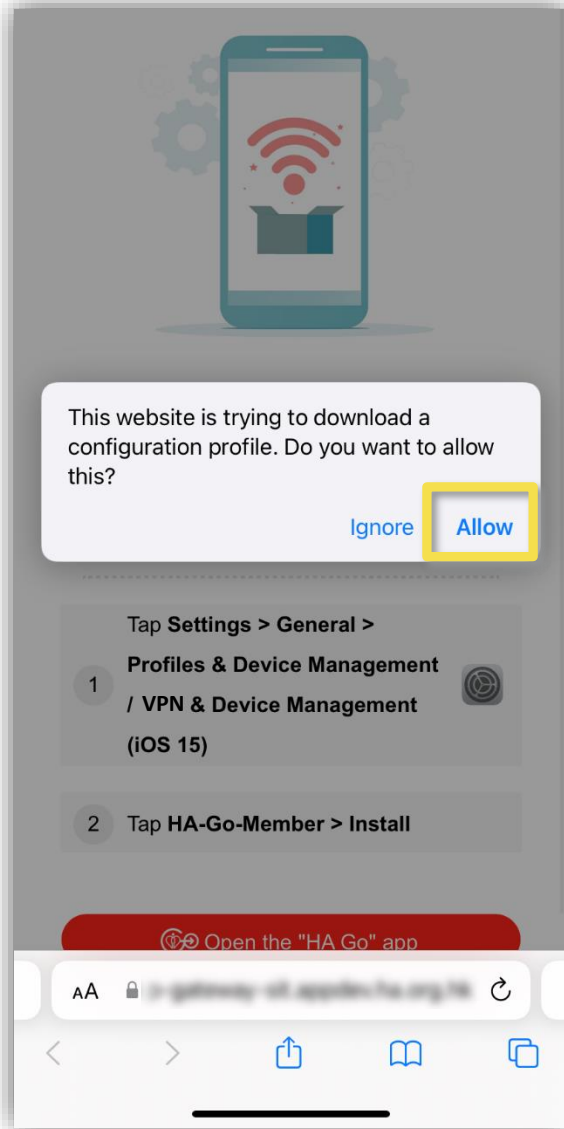 This website is trying to download a
configuration profile. Do you want to allow
this?
Ignore Allow
Tap Settings > General >
Profiles & Device Management
1
/ VPN & Device Management
(iOS 15)
2 Tap HA-Go-Member > Install
Open the "HA Go" app
AA